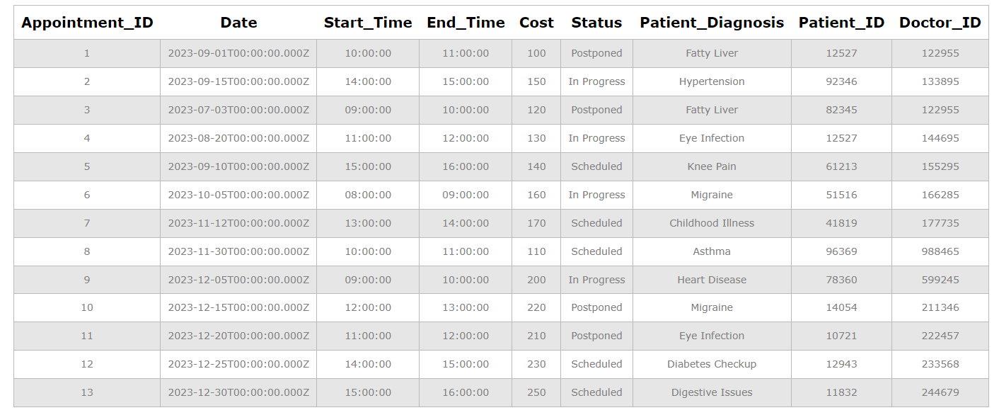 Appointment_ID Date Start_Time End_Time Cost Status Patient_Diagnosis Patient_ID Doctor_ID
1 2023-09-01T00:00:00.000Z 10:00:00 11:00:00 100 Postponed Fatty Liver 12527 122955
2 2023-09-15T00:00:00.000Z 14:00:00 15:00:00 150 In Progress Hypertension 92346 133895
3 2023-07-03T00:00:00.000Z 09:00:00 10:00:00 120 Postponed Fatty Liver 82345 122955
4 2023-08-20T00:00:00.000Z 11:00:00 12:00:00 130 In Progress Eye Infection 12527 144695
5 2023-09-10T00:00:00.000Z 15:00:00 16:00:00 140 Scheduled Knee Pain 61213 155295
6 2023-10-05T00:00:00.000Z 08:00:00 09:00:00 160 In Progress Migraine 51516 166285
7 2023-11-12T00:00:00.000Z 13:00:00 14:00:00 170 Scheduled Childhood Illness 41819 177735
8 2023-11-30T00:00:00.000Z 10:00:00 11:00:00 110 Scheduled Asthma 96369 988465
9 2023-12-05T00:00:00.000Z 09:00:00 10:00:00 200 In Progress Heart Disease 78360 599245
10 2023-12-15T00:00:00.000Z 12:00:00 13:00:00 220 Postponed Migraine 14054 211346
11 2023-12-20T00:00:00.000Z 11:00:00 12:00:00 210 Postponed Eye Infection 10721 222457
12 2023-12-25T00:00:00.000Z 14:00:00 15:00:00 230 Scheduled Diabetes Checkup 12943 233568
13 2023-12-30T00:00:00.000Z 15:00:00 16:00:00 250 Scheduled Digestive Issues 11832 244679